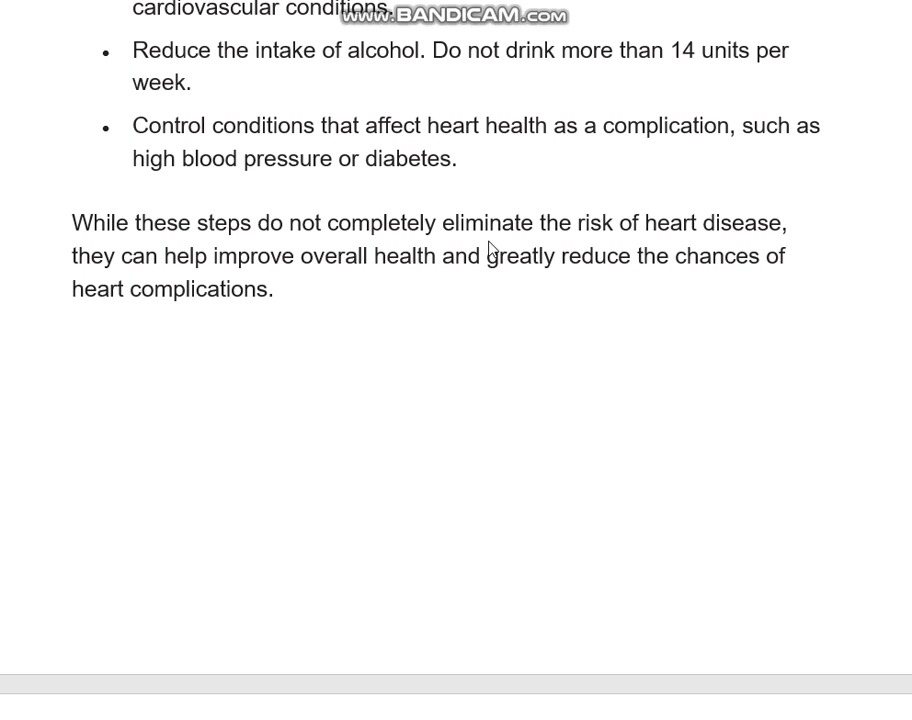 cardiovascular conditions.
www.BANDICAM.com
• Reduce the intake of alcohol. Do not drink more than 14 units per
week.
• Control conditions that affect heart health as a complication, such as
high blood pressure or diabetes.
While these steps do not completely eliminate the risk of heart disease,
they can help improve overall health and greatly reduce the chances of
heart complications.